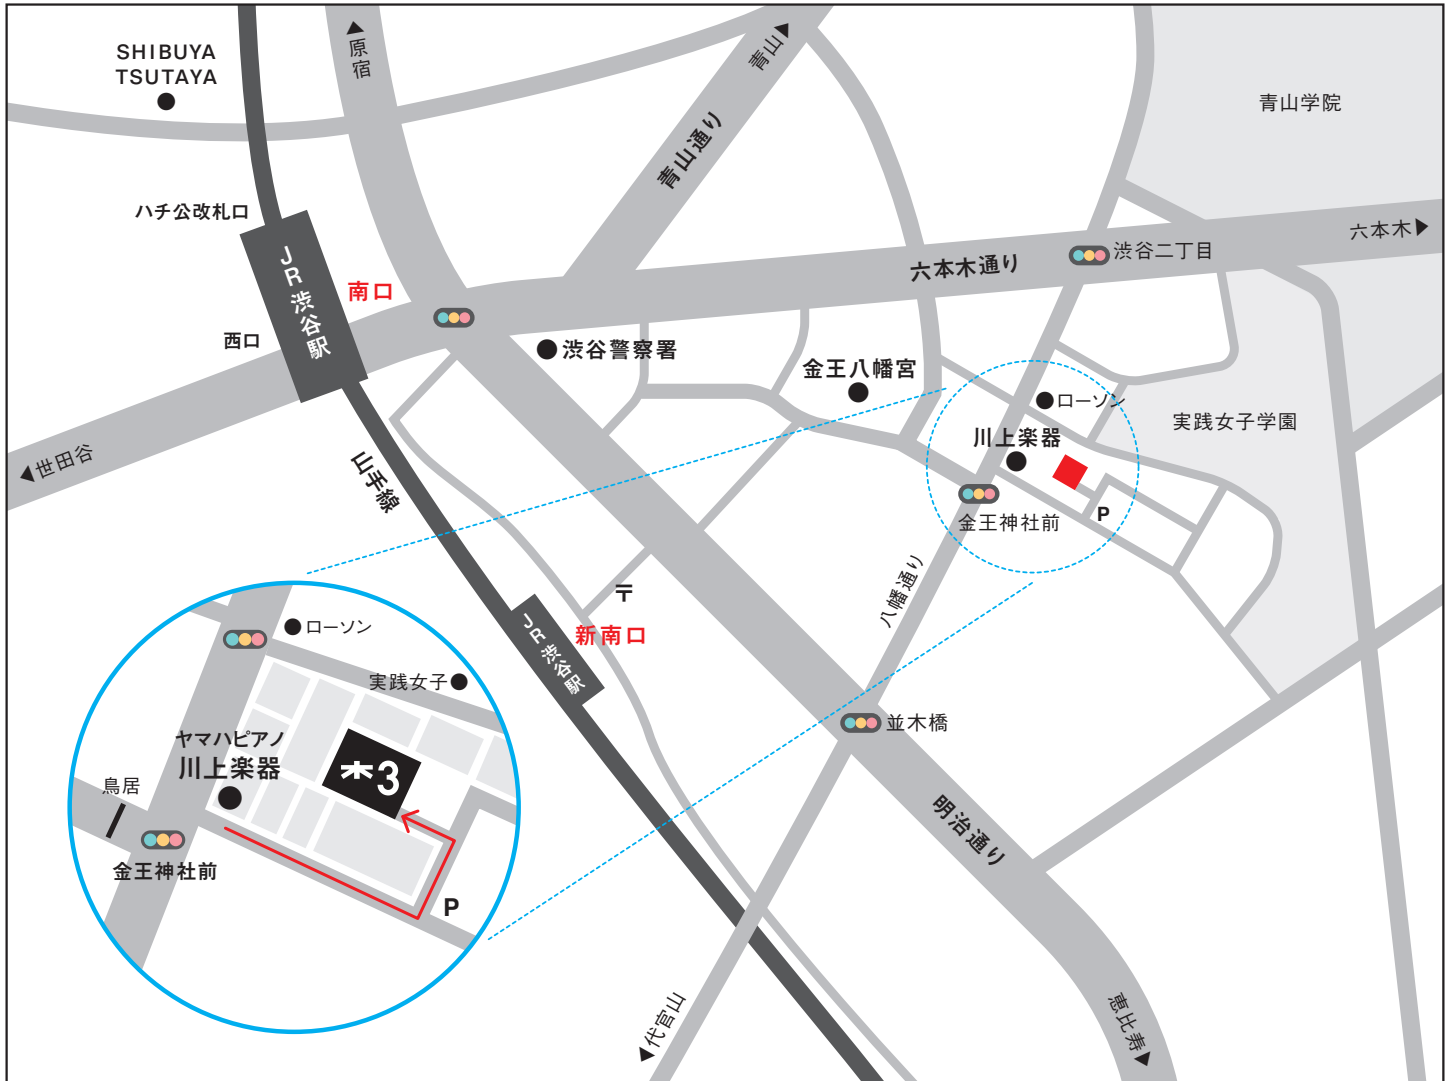 SHIBUYA
TSUTAYA
原宿
青山
青山通り
青山学院
ハチ公改札口
JR渋谷駅
南口
西口
六本木通り
渋谷二丁目
六本木
渋谷警察署
金王八幡宮
ローソン
実践女子学園
川上楽器
世田谷
山手線
P
金王神社前
八幡通り
〒
新南口
JR渋谷駅
並木橋
明治通り
代官山
恵比寿
ローソン
実践女子
ヤマハピアノ
川上楽器
鳥居
金王神社前
P